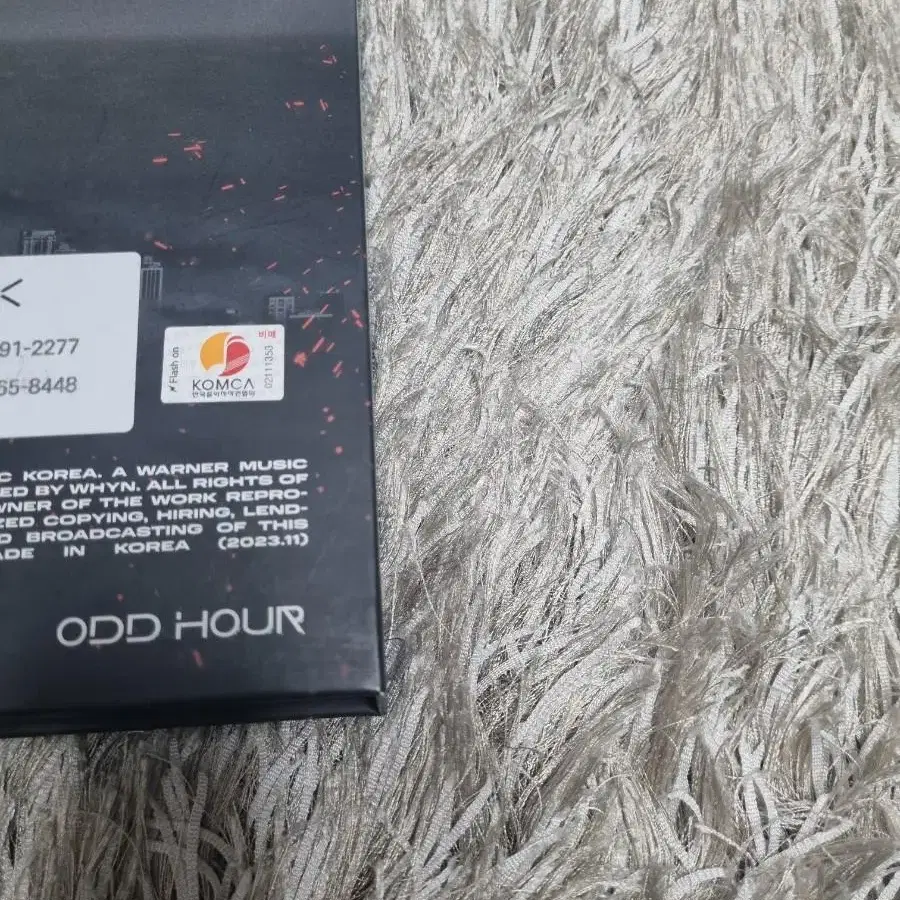 <
91-2277
65-8448
Flash on
비매
KOMCA
한국음악저작권협회
02111353
C KOREA. A WARNER MUSIC
ED BY WHYN. ALL RIGHTS OF
WNER OF THE WORK REPRO-
ZED COPYING, HIRING, LEND-
D BROADCASTING OF THIS
ADE IN KOREA (2023.11)
ODD HOUR